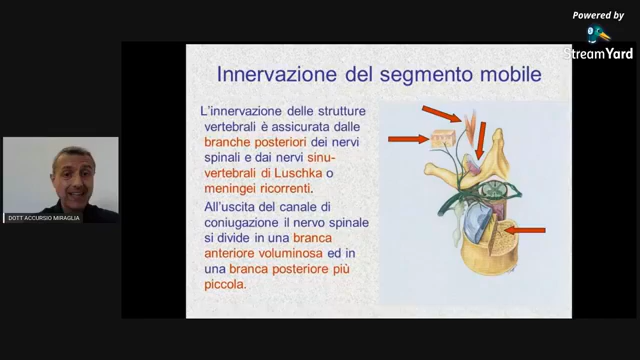 Powered by
StreamYard
Innervazione del segmento mobile
L'innervazione delle strutture
vertebrali è assicurata dalle
branche posteriori dei nervi
spinali e dai nervi sinu-
vertebrali di Luschka o
meningei ricorrenti.
All'uscita del canale di
coniugazione il nervo spinale
si divide in una branca
anteriore voluminosa ed in
una branca posteriore più
piccola.
DOTT ACCURSIO MIRAGLIA